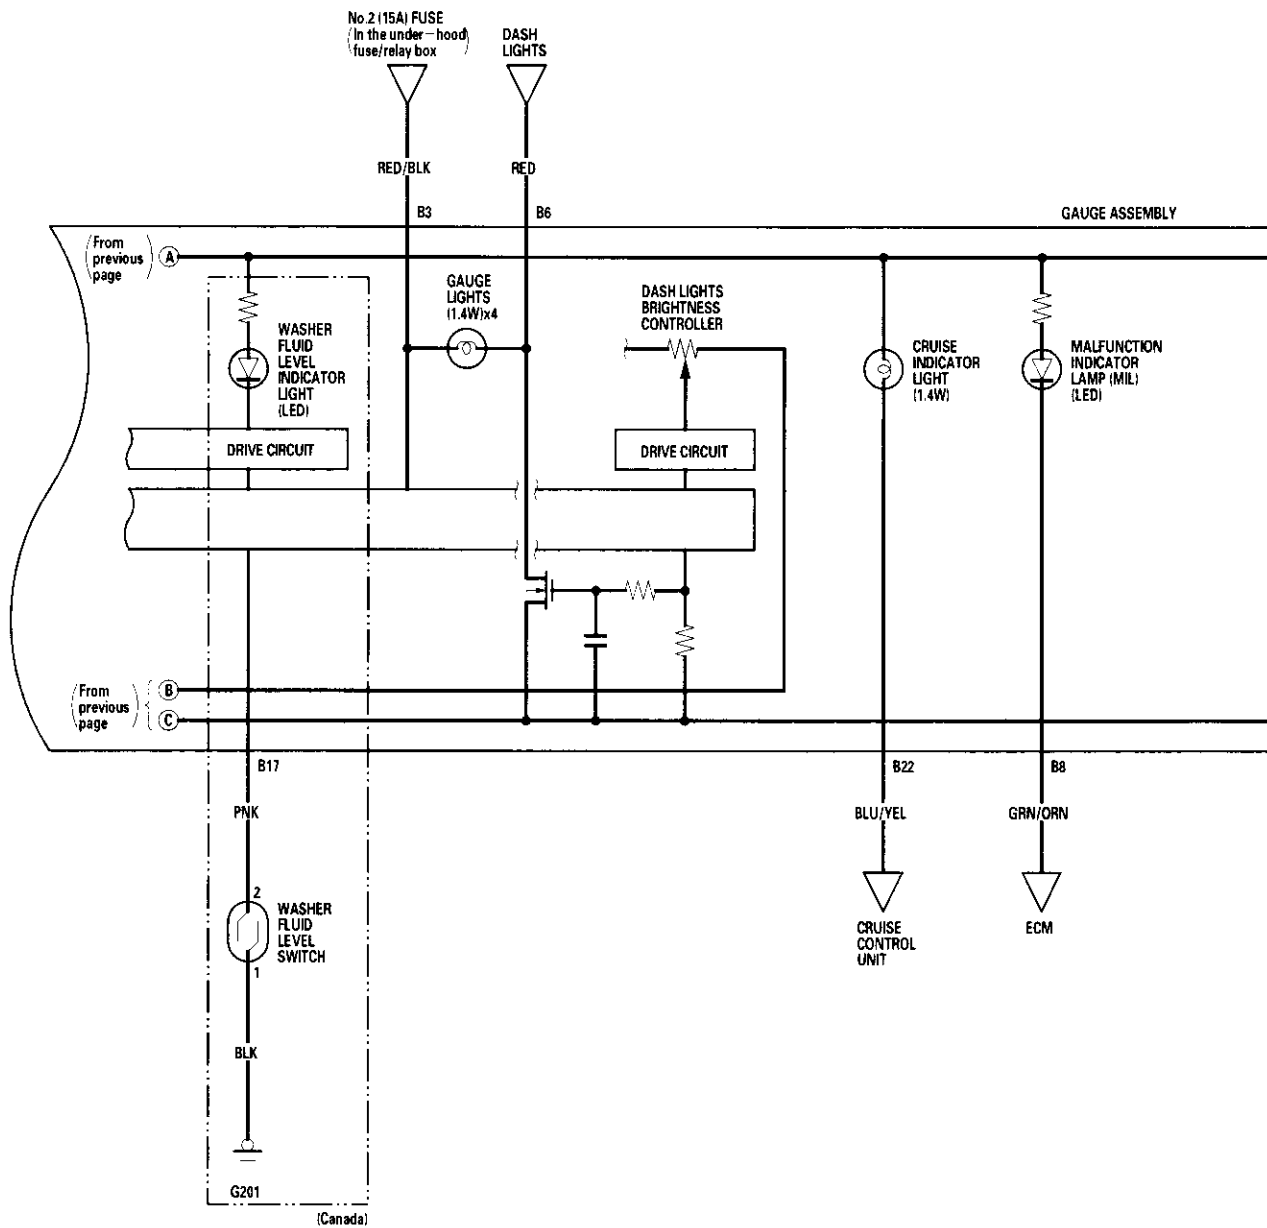 No.2 (15A) FUSE
(In the under-hood)
fuse/relay box
DASH
LIGHTS
RED/BLK
RED
B3
B6
GAUGE ASSEMBLY
(From
previous
page)
A
GAUGE
LIGHTS
(1.4W)x4
DASH LIGHTS
BRIGHTNESS
CONTROLLER
WASHER
FLUID
LEVEL
INDICATOR
LIGHT
(LED)
CRUISE
INDICATOR
LIGHT
(1.4W)
MALFUNCTION
INDICATOR
LAMP (MIL)
(LED)
DRIVE CIRCUIT
DRIVE CIRCUIT
(From
previous
page)
B
C
B17
B22
B8
PNK
BLU/YEL
GRN/ORN
2
WASHER
FLUID
LEVEL
SWITCH
1
CRUISE
CONTROL
UNIT
ECM
BLK
G201
(Canada)